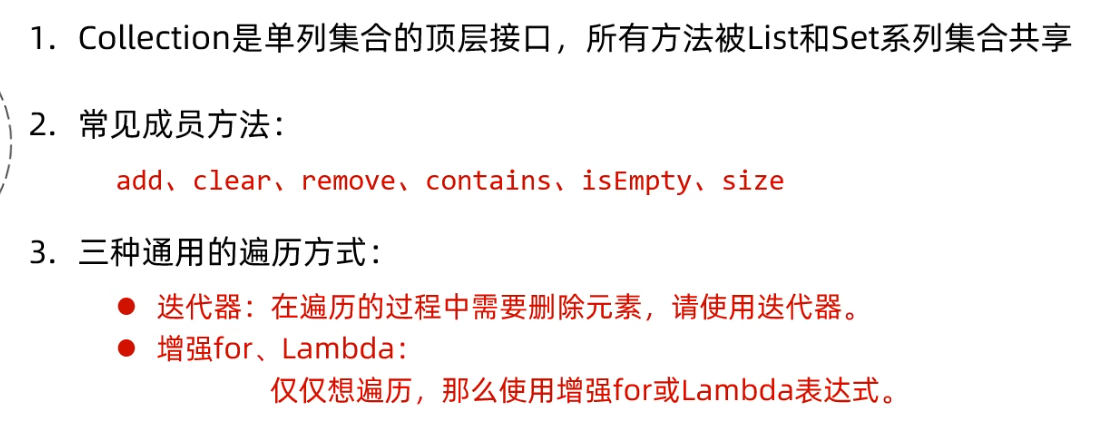 1. Collection是单列集合的顶层接口，所有方法被List和Set系列集合共享
2. 常见成员方法：
add、clear、remove、contains、isEmpty、size
3. 三种通用的遍历方式：
● 迭代器：在遍历的过程中需要删除元素，请使用迭代器。
● 增强for、Lambda：
仅仅想遍历，那么使用增强for或Lambda表达式。